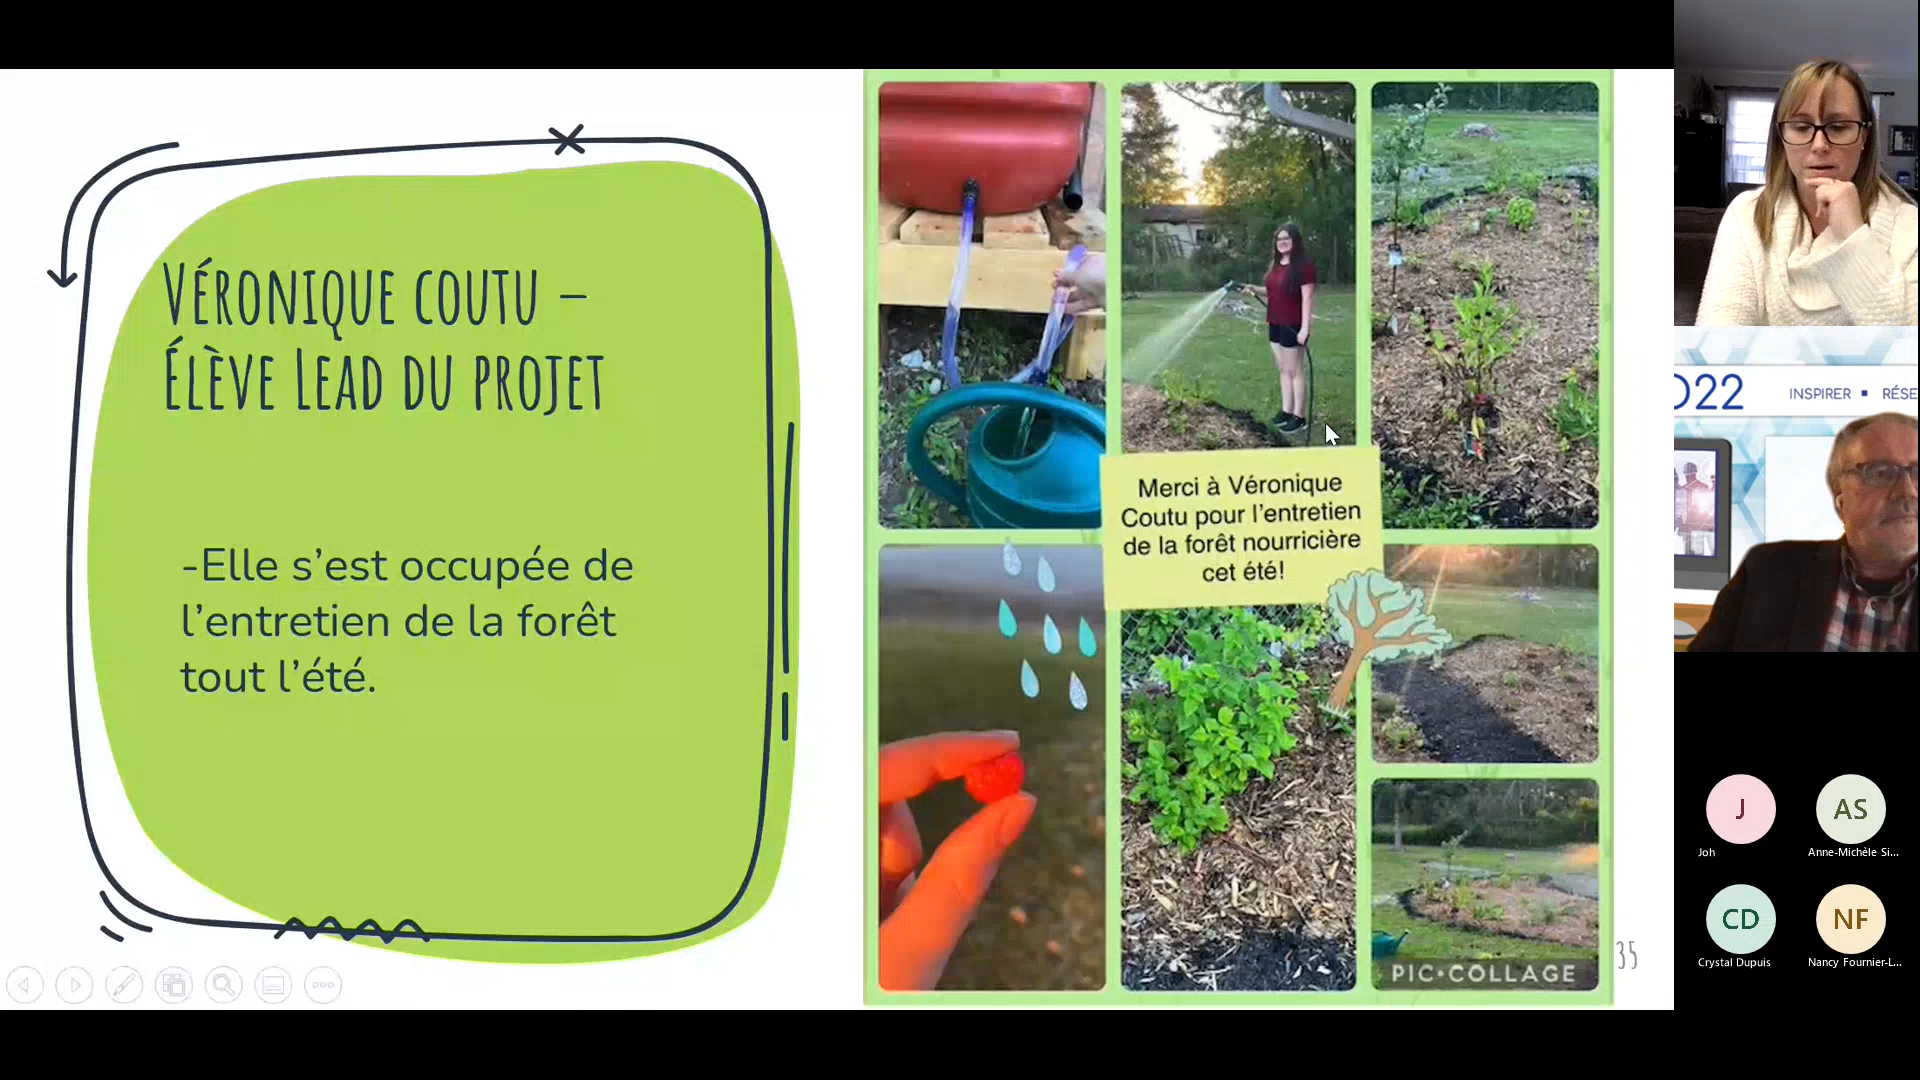 Véronique coutu –
Élève Lead du projet
-Elle s’est occupée de
l’entretien de la forêt
tout l’été.
Merci à Véronique
Coutu pour l’entretien
de la forêt nourricière
cet été!
PIC•COLLAGE
35
22
INSPIRER ▪ RÉSE
J
Joh
AS
Anne-Michèle Si...
CD
Crystal Dupuis
NF
Nancy Fournier-L...